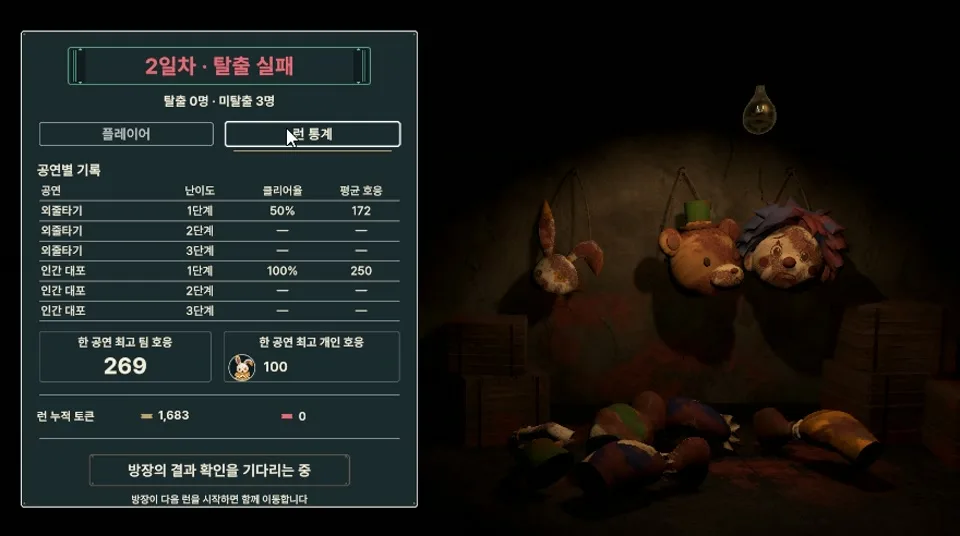 2일차 · 탈출 실패
탈출 0명 · 미탈출 3명
플레이어 런 통계
공연별 기록
공연 난이도 클리어율 평균 호응
외줄타기 1단계 50% 172
외줄타기 2단계 — —
외줄타기 3단계 — —
인간 대포 1단계 100% 250
인간 대포 2단계 — —
인간 대포 3단계 — —
한 공연 최고 팀 호응 한 공연 최고 개인 호응
269 100
런 누적 토큰 1,683 0
방장의 결과 확인을 기다리는 중
방장이 다음 런을 시작하면 함께 이동합니다